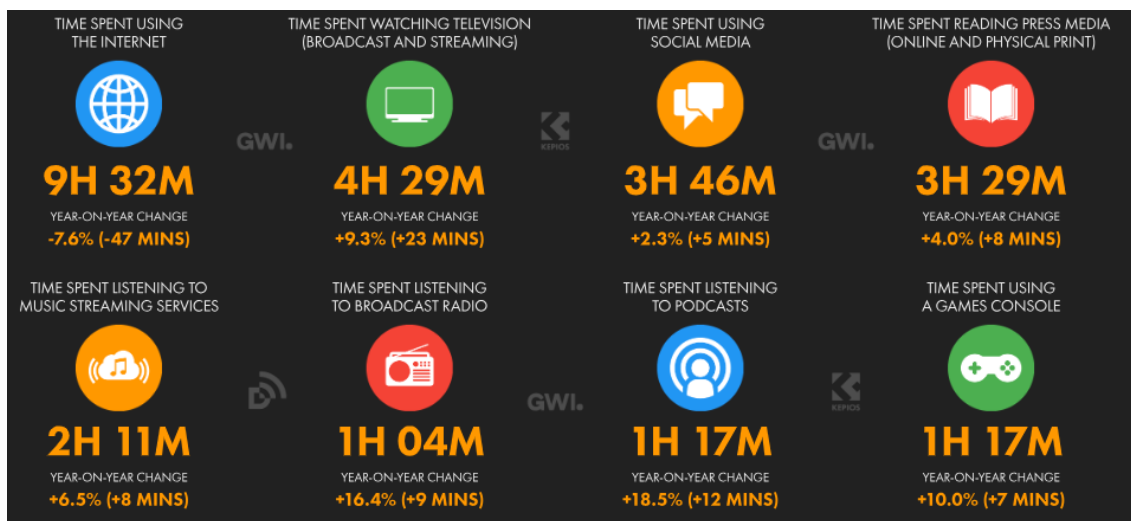 TIME SPENT USING
THE INTERNET
9H 32M
YEAR-ON-YEAR CHANGE
-7.6% (-47 MINS)
TIME SPENT WATCHING TELEVISION
(BROADCAST AND STREAMING)
4H 29M
YEAR-ON-YEAR CHANGE
+9.3% (+23 MINS)
TIME SPENT USING
SOCIAL MEDIA
3H 46M
YEAR-ON-YEAR CHANGE
+2.3% (+5 MINS)
TIME SPENT READING PRESS MEDIA
(ONLINE AND PHYSICAL PRINT)
3H 29M
YEAR-ON-YEAR CHANGE
+4.0% (+8 MINS)
GWI.
KEPIOS
GWI.
TIME SPENT LISTENING TO
MUSIC STREAMING SERVICES
2H 11M
YEAR-ON-YEAR CHANGE
+6.5% (+8 MINS)
TIME SPENT LISTENING
TO BROADCAST RADIO
1H 04M
YEAR-ON-YEAR CHANGE
+16.4% (+9 MINS)
TIME SPENT LISTENING
TO PODCASTS
1H 17M
YEAR-ON-YEAR CHANGE
+18.5% (+12 MINS)
TIME SPENT USING
A GAMES CONSOLE
1H 17M
YEAR-ON-YEAR CHANGE
+10.0% (+7 MINS)
GWI.
KEPIOS